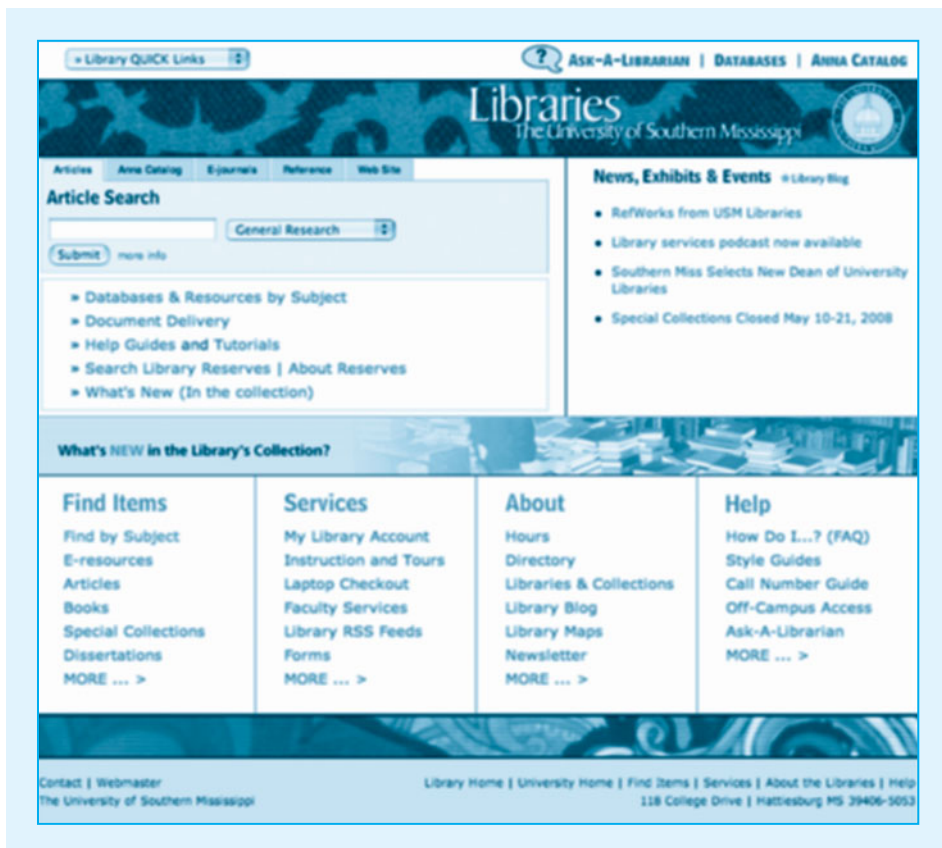 » Library QUICK Links
? ASK-A-LIBRARIAN | DATABASES | ANNA CATALOG
Libraries
The University of Southern Mississippi
Articles Anna Catalog E-journals Reference Web Site
Article Search
General Research
Submit more info
» Databases & Resources by Subject
» Document Delivery
» Help Guides and Tutorials
» Search Library Reserves | About Reserves
» What's New (In the collection)
News, Exhibits & Events Library Blog
• RefWorks from USM Libraries
• Library services podcast now available
• Southern Miss Selects New Dean of University
Libraries
• Special Collections Closed May 10-21, 2008
What's NEW in the Library's Collection?
Find Items
Find by Subject
E-resources
Articles
Books
Special Collections
Dissertations
MORE ... >
Services
My Library Account
Instruction and Tours
Laptop Checkout
Faculty Services
Library RSS Feeds
Forms
MORE ... >
About
Hours
Directory
Libraries & Collections
Library Blog
Library Maps
Newsletter
MORE ... >
Help
How Do I...? (FAQ)
Style Guides
Call Number Guide
Off-Campus Access
Ask-A-Librarian
MORE ... >
Contact | Webmaster
The University of Southern Mississippi
Library Home | University Home | Find Items | Services | About the Libraries | Help
118 College Drive | Hattiesburg MS 39406-5053